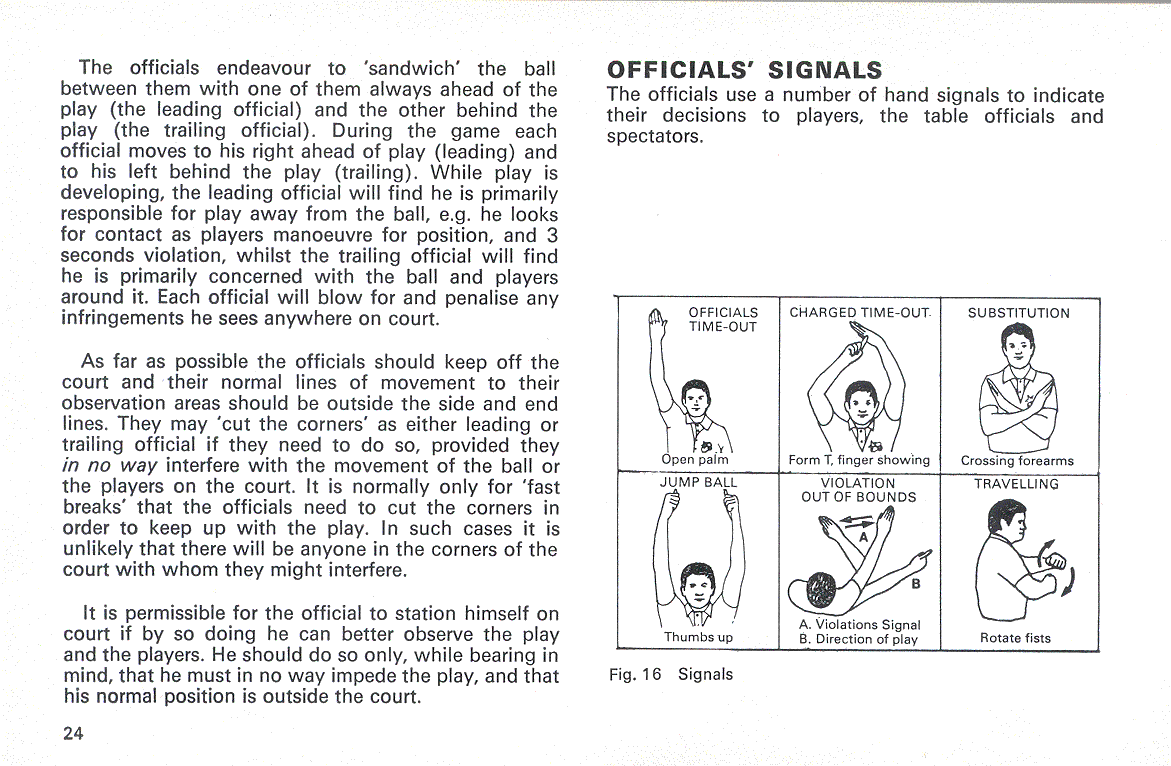 The officials endeavour to 'sandwich' the ball
between them with one of them always ahead of the
play (the leading official) and the other behind the
play (the trailing official). During the game each
official moves to his right ahead of play (leading) and
to his left behind the play (trailing). While play is
developing, the leading official will find he is primarily
responsible for play away from the ball, e.g. he looks
for contact as players manoeuvre for position, and 3
seconds violation, whilst the trailing official will find
he is primarily concerned with the ball and players
around it. Each official will blow for and penalise any
infringements he sees anywhere on court.
As far as possible the officials should keep off the
court and their normal lines of movement to their
observation areas should be outside the side and end
lines. They may 'cut the corners' as either leading or
trailing official if they need to do so, provided they
in no way interfere with the movement of the ball or
the players on the court. It is normally only for 'fast
breaks' that the officials need to cut the corners in
order to keep up with the play. In such cases it is
unlikely that there will be anyone in the corners of the
court with whom they might interfere.
It is permissible for the official to station himself on
court if by so doing he can better observe the play
and the players. He should do so only, while bearing in
mind, that he must in no way impede the play, and that
his normal position is outside the court.
24
OFFICIALS' SIGNALS
The officials use a number of hand signals to indicate
their decisions to players, the table officials and
spectators.
OFFICIALS
TIME-OUT
Open palm
CHARGED TIME-OUT
Form T, finger showing
SUBSTITUTION
Crossing forearms
JUMP BALL
Thumbs up
VIOLATION
OUT OF BOUNDS
A
B
A. Violations Signal
B. Direction of play
TRAVELLING
Rotate fists
Fig. 16 Signals